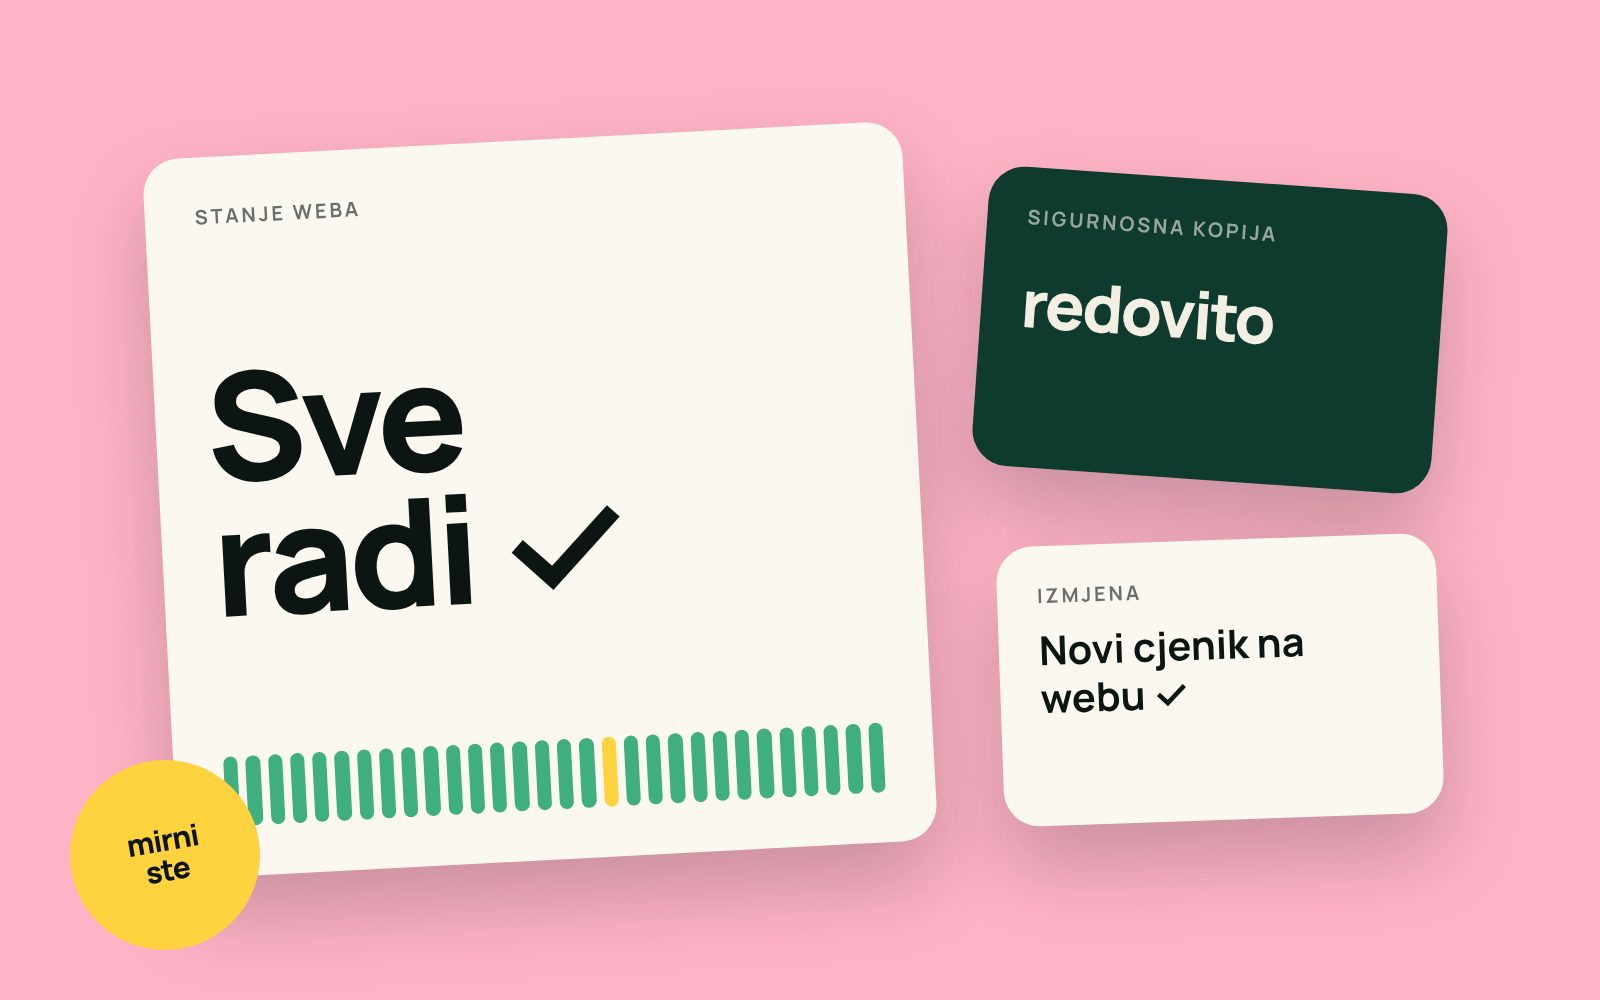 STANJE WEBA
Sve
radi ✓
mirni
ste
SIGURNOSNA KOPIJA
redovito
IZMJENA
Novi cjenik na
webu ✓